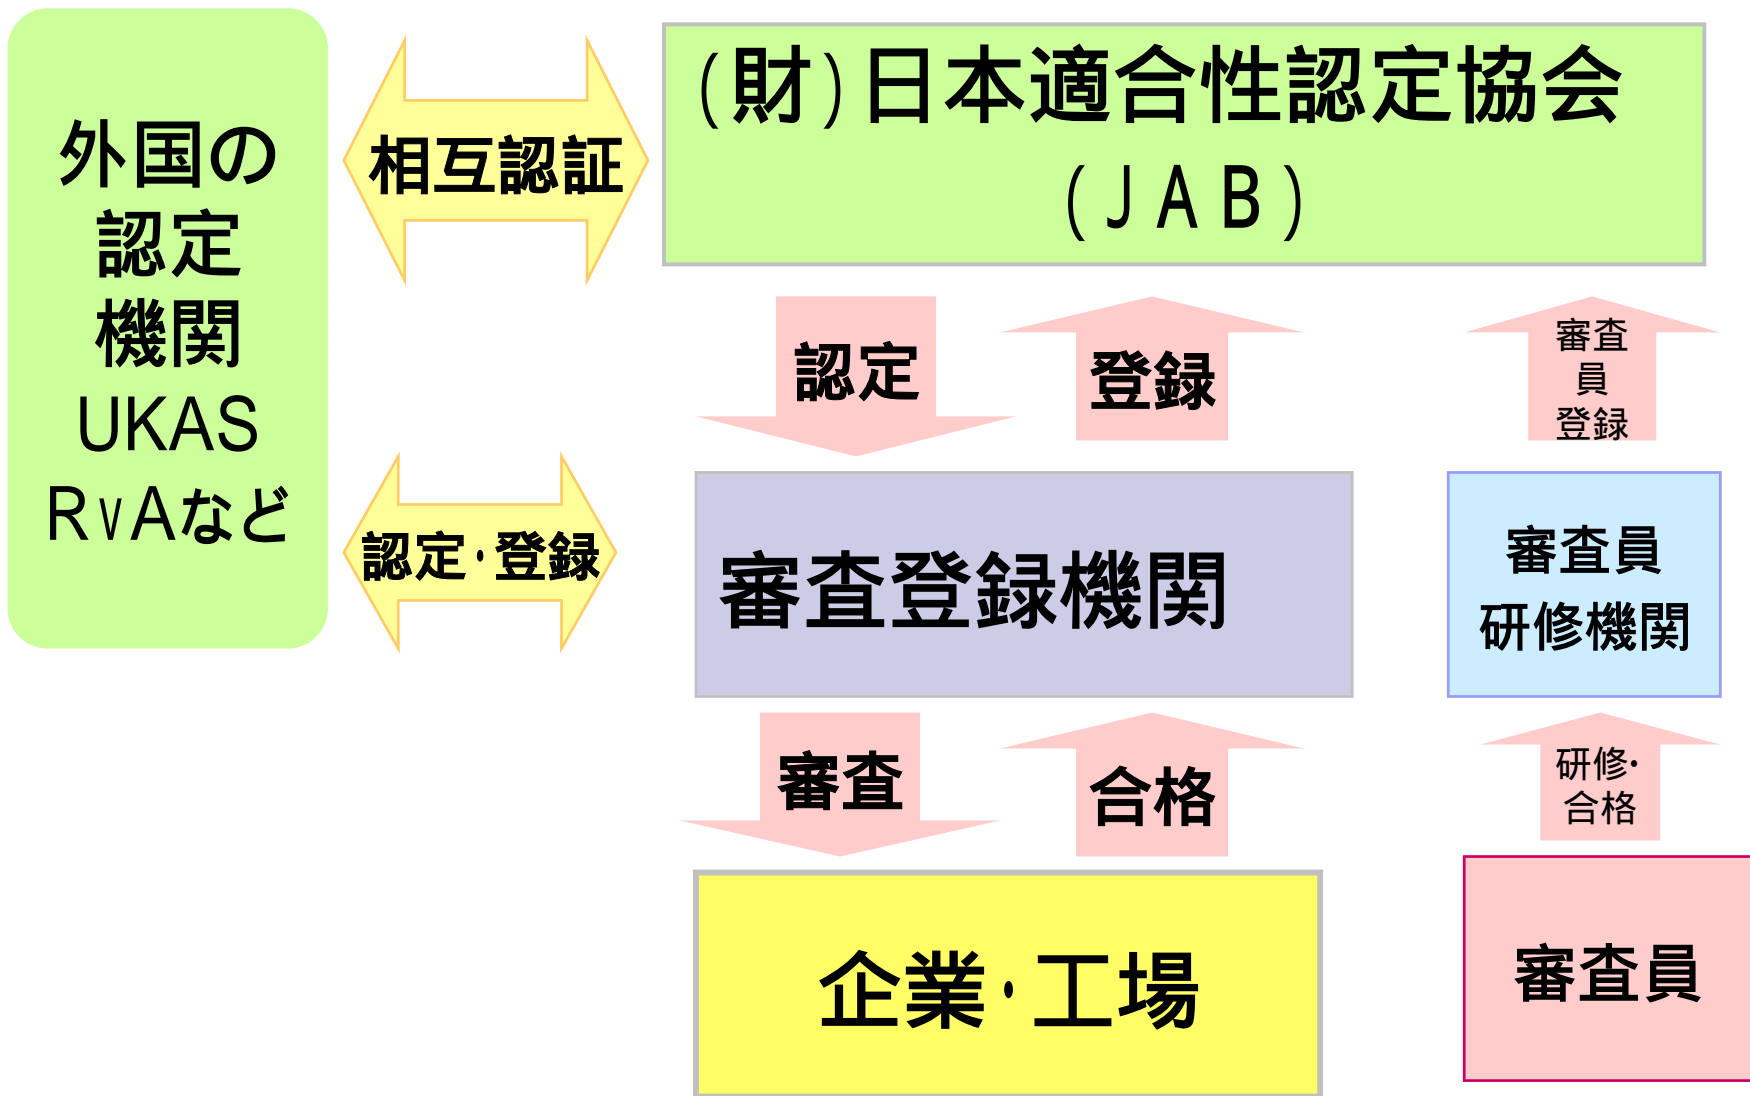 外国の
認定
機関
UKAS
RvAなど
相互認証
(財)日本適合性認定協会
(JAB)
認定
登録
審査
員
登録
認定・登録
審査登録機関
審査員
研修機関
審査
合格
研修・
合格
企業・工場
審査員